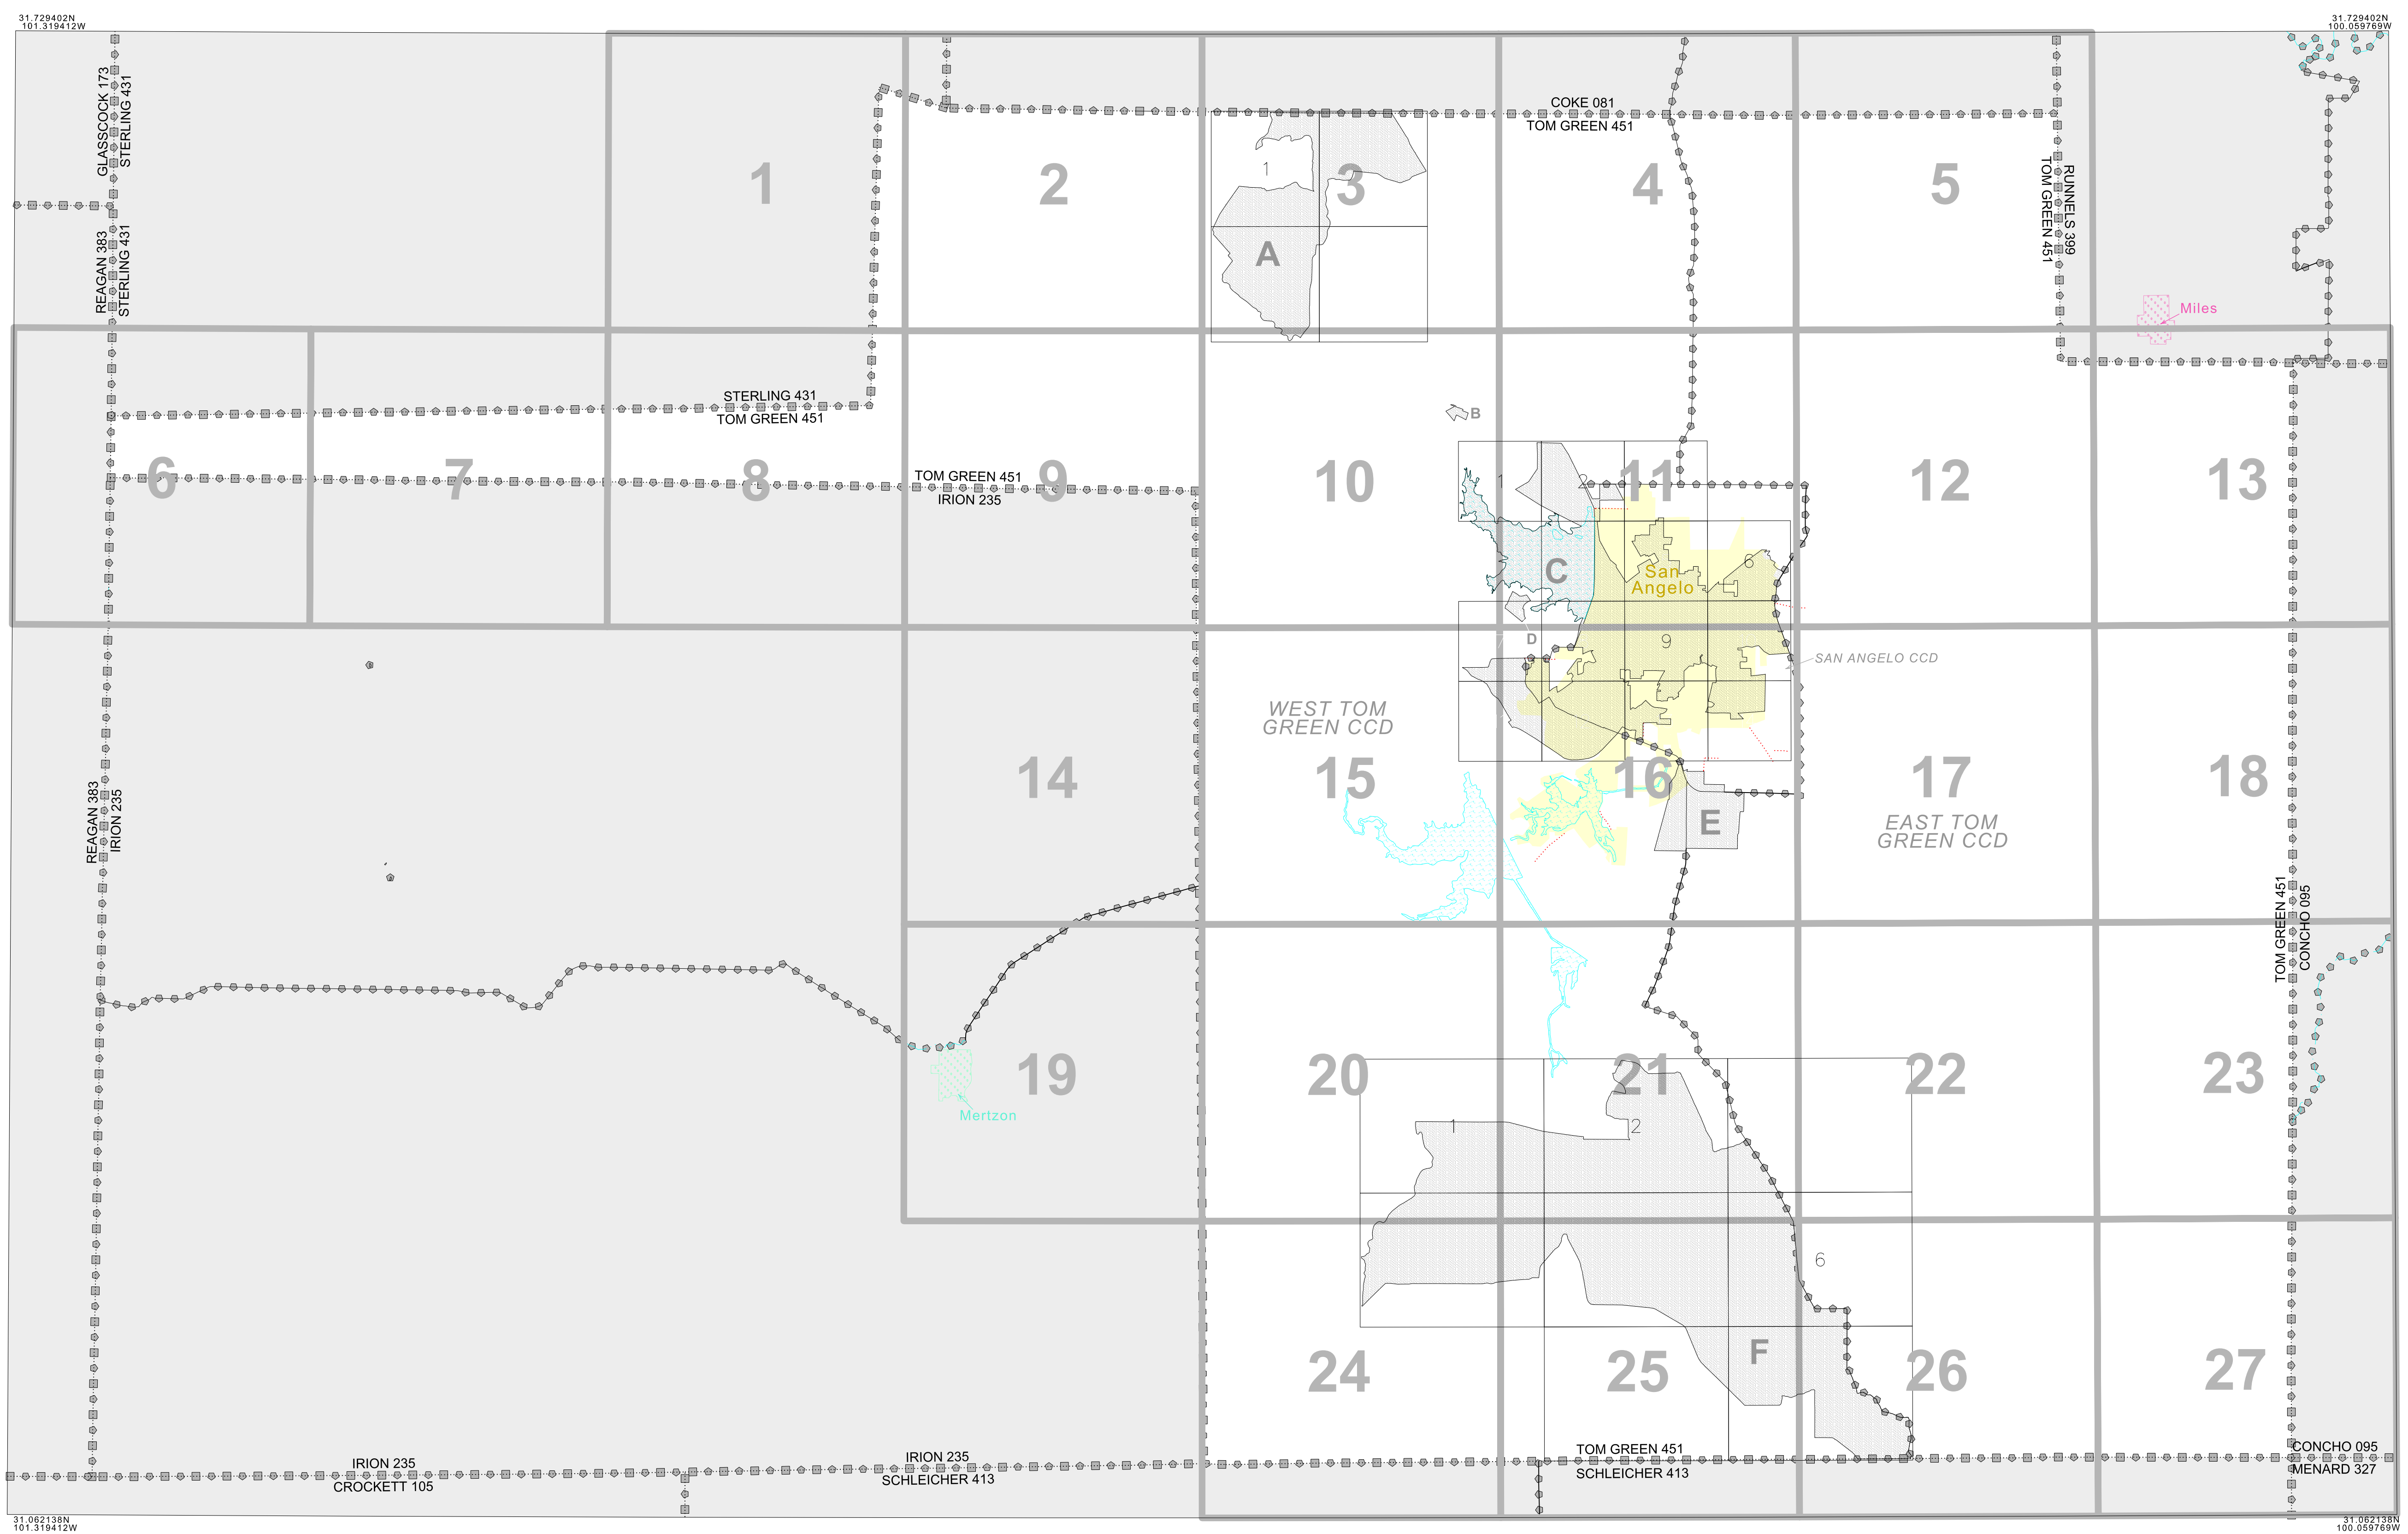 31.729402N
101.319412W
31.729402N
100.059769W
GLASSCOCK 173
STERLING 431
COKE 081
TOM GREEN 451
1
2
1
3
4
5
RUNNELS 399
TOM GREEN 451
REAGAN 383
STERLING 431
A
Miles
STERLING 431
TOM GREEN 451
B
6
7
8
TOM GREEN 451
9
IRION 235
10
1
11
12
13
C
6
San
Angelo
D
9
SAN ANGELO CCD
WEST TOM
GREEN CCD
14
15
16
17
18
REAGAN 383
IRION 235
E
EAST TOM
GREEN CCD
TOM GREEN 451
CONCHO 095
19
20
21
22
23
Mertzon
1
2
6
24
25
F
26
27
IRION 235
CROCKETT 105
IRION 235
SCHLEICHER 413
TOM GREEN 451
SCHLEICHER 413
CONCHO 095
MENARD 327
31.062138N
101.319412W
31.062138N
100.059769W